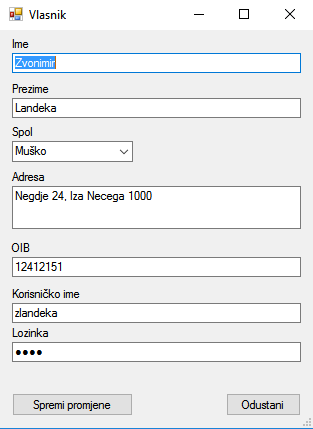 Vlasnik
Ime
Zvonimir
Prezime
Landeka
Spol
Muško
Adresa
Negdje 24, Iza Necega 1000
OIB
12412151
Korisničko ime
zlandeka
Lozinka
●●●●
Spremi promjene Odustani